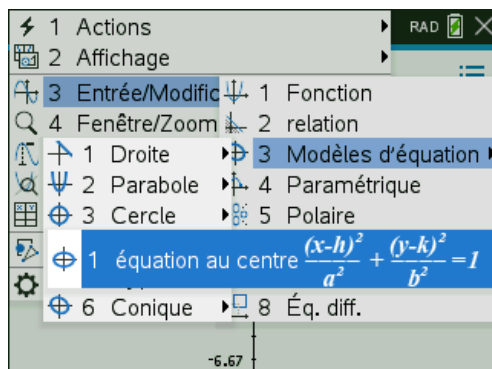 1 Actions
RAD
2 Affichage
3 Entrée/Modific
1 Fonction
4 Fenêtre/Zoom
2 relation
1 Droite
3 Modèles d'équation
2 Parabole
4 Paramétrique
3 Cercle
5 Polaire
1 équation au centre (x-h)²/a² + (y-k)²/b² =1
6 Conique
8 Éq. diff.
-6.67